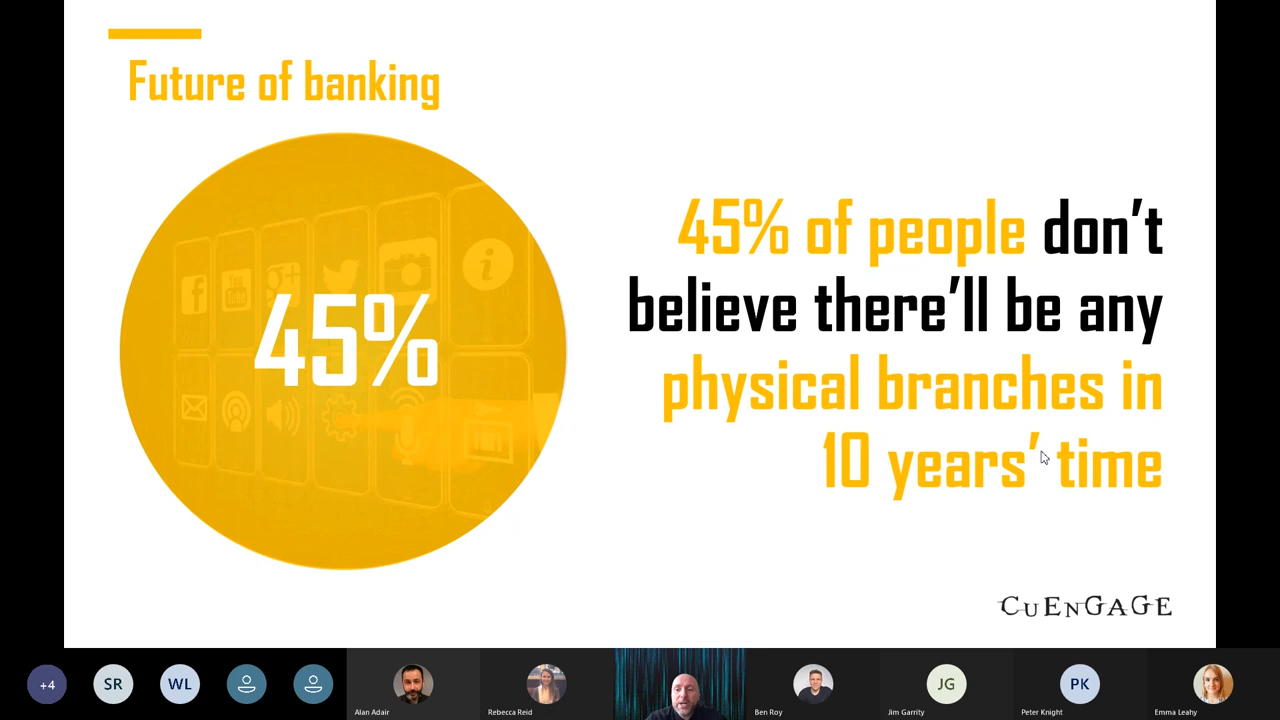 Future of banking
45%
45% of people don’t
believe there’ll be any
physical branches in
10 years’ time
CUENGAGE
+4
SR
WL
Alan Adair
Rebecca Reid
Ben Roy
JG
Jim Garrity
PK
Peter Knight
Emma Leahy